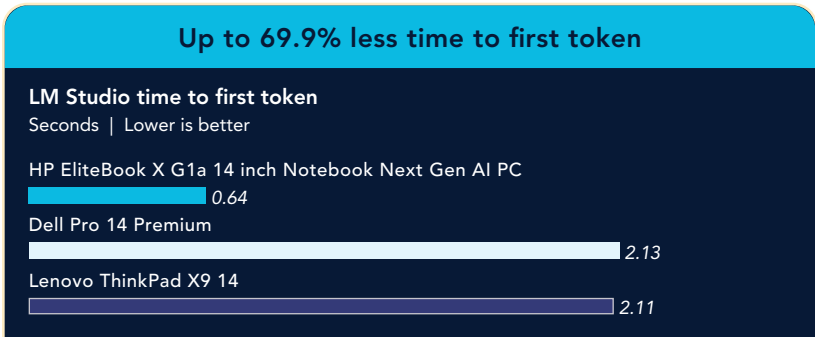 Up to 69.9% less time to first token
LM Studio time to first token
Seconds | Lower is better
HP EliteBook X G1a 14 inch Notebook Next Gen AI PC
0.64
Dell Pro 14 Premium
2.13
Lenovo ThinkPad X9 14
2.11